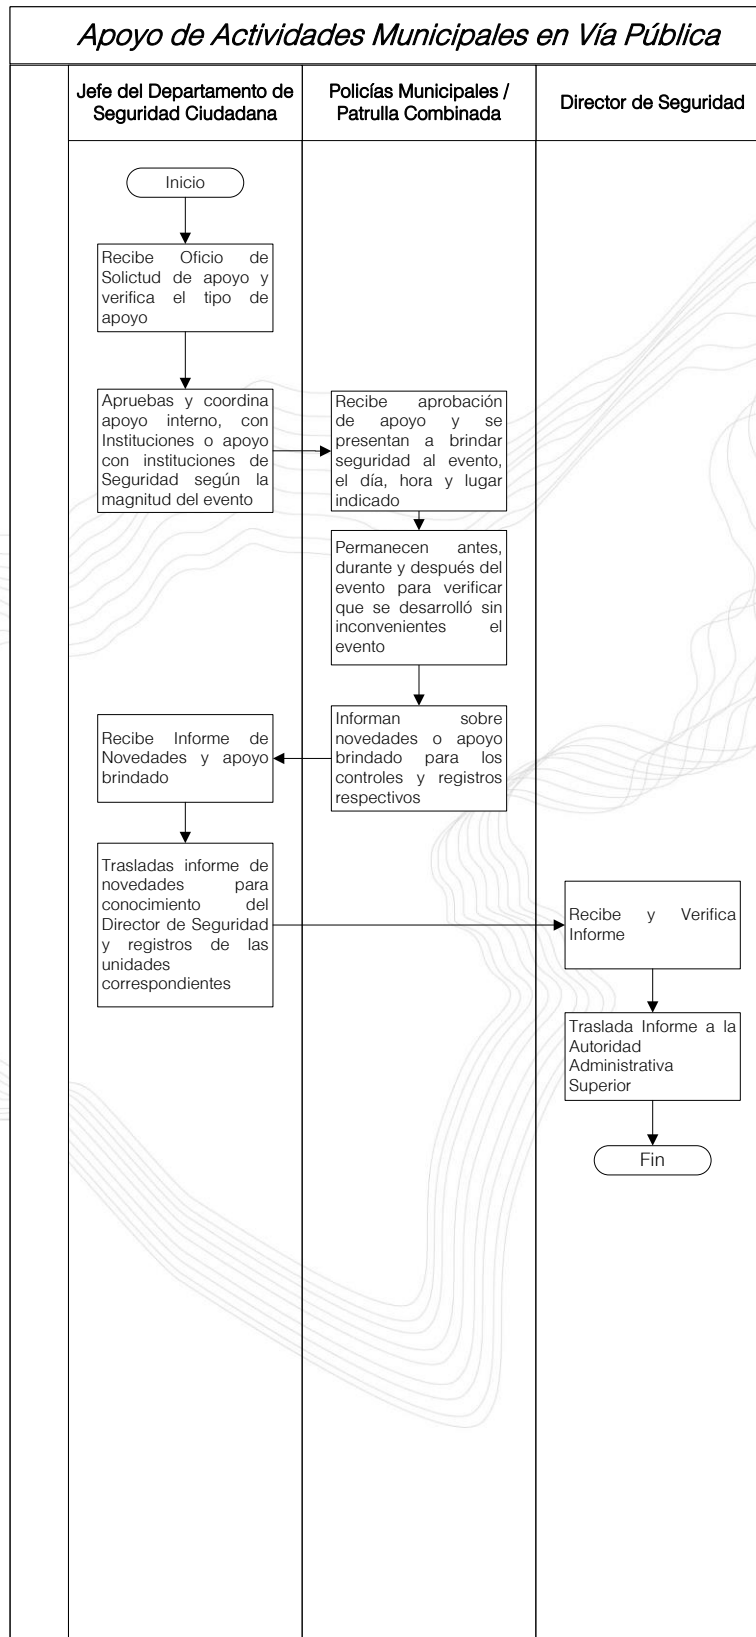 Apoyo de Actividades Municipales en Vía Pública
Jefe del Departamento de
Seguridad Ciudadana
Policías Municipales /
Patrulla Combinada
Director de Seguridad
Inicio
Recibe Oficio de
Solictud de apoyo y
verifica el tipo de
apoyo
Apruebas y coordina
apoyo interno, con
Instituciones o apoyo
con instituciones de
Seguridad según la
magnitud del evento
Recibe aprobación
de apoyo y se
presentan a brindar
seguridad al evento,
el día, hora y lugar
indicado
Permanecen antes,
durante y después del
evento para verificar
que se desarrolló sin
inconvenientes el
evento
Informan sobre
novedades o apoyo
brindado para los
controles y registros
respectivos
Recibe Informe de
Novedades y apoyo
brindado
Trasladas informe de
novedades para
conocimiento del
Director de Seguridad
y registros de las
unidades
correspondientes
Recibe y Verifica
Informe
Traslada Informe a la
Autoridad
Administrativa
Superior
Fin